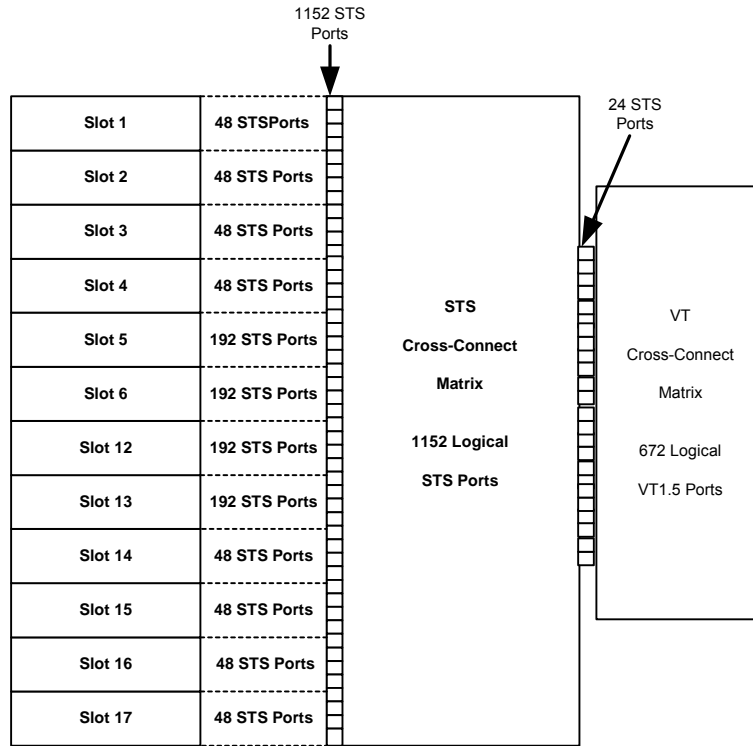 1152 STS
Ports
24 STS
Ports
Slot 1
48 STSPorts
Slot 2
48 STS Ports
Slot 3
48 STS Ports
Slot 4
48 STS Ports
Slot 5
192 STS Ports
Slot 6
192 STS Ports
Slot 12
192 STS Ports
Slot 13
192 STS Ports
Slot 14
48 STS Ports
Slot 15
48 STS Ports
Slot 16
48 STS Ports
Slot 17
48 STS Ports
STS
Cross-Connect
Matrix
1152 Logical
STS Ports
VT
Cross-Connect
Matrix
672 Logical
VT1.5 Ports